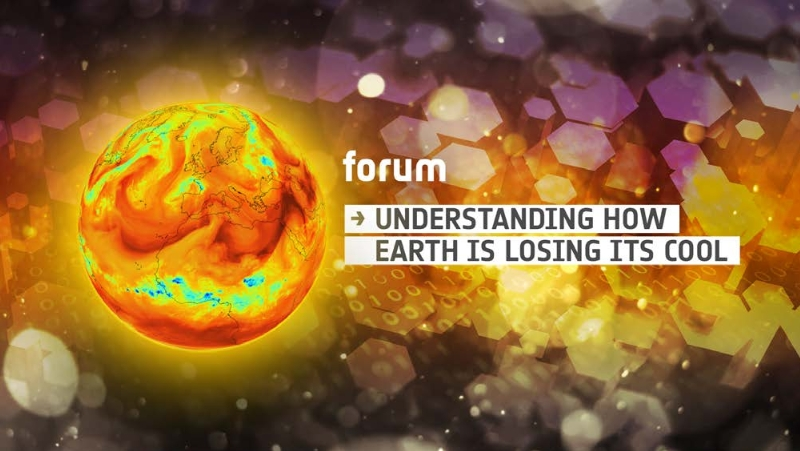 forum
→ UNDERSTANDING HOW
EARTH IS LOSING ITS COOL